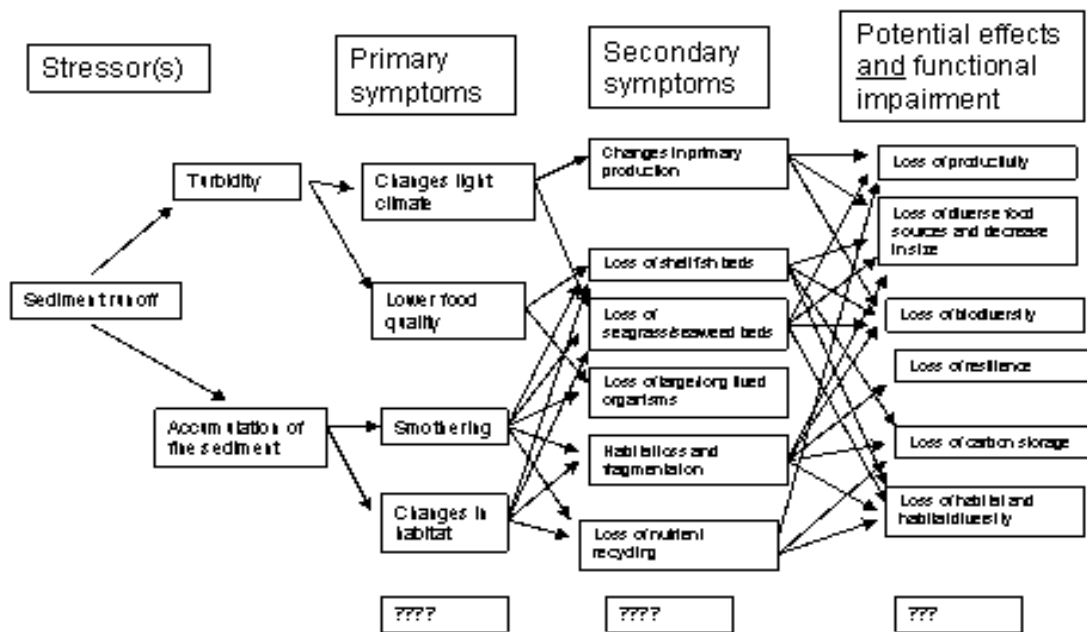 Stressor(s)
Primary
symptoms
Secondary
symptoms
Potential effects
and functional
impairment
Turbidity
Changes light
climate
Changes in primary
production
Loss of productivity
Loss of diverse food
sources and decrease
in size
Sediment runoff
Lower food
quality
Loss of shellfish beds
Loss of
seagrass/seaweed beds
Loss of biodiversity
Loss of large/long lived
organisms
Loss of resilience
Accumulation of
fine sediment
Smothering
Habitat loss and
fragmentation
Loss of carbon storage
Changes in
habitat
Loss of nutrient
recycling
Loss of habitat and
habitat diversity
????
????
???